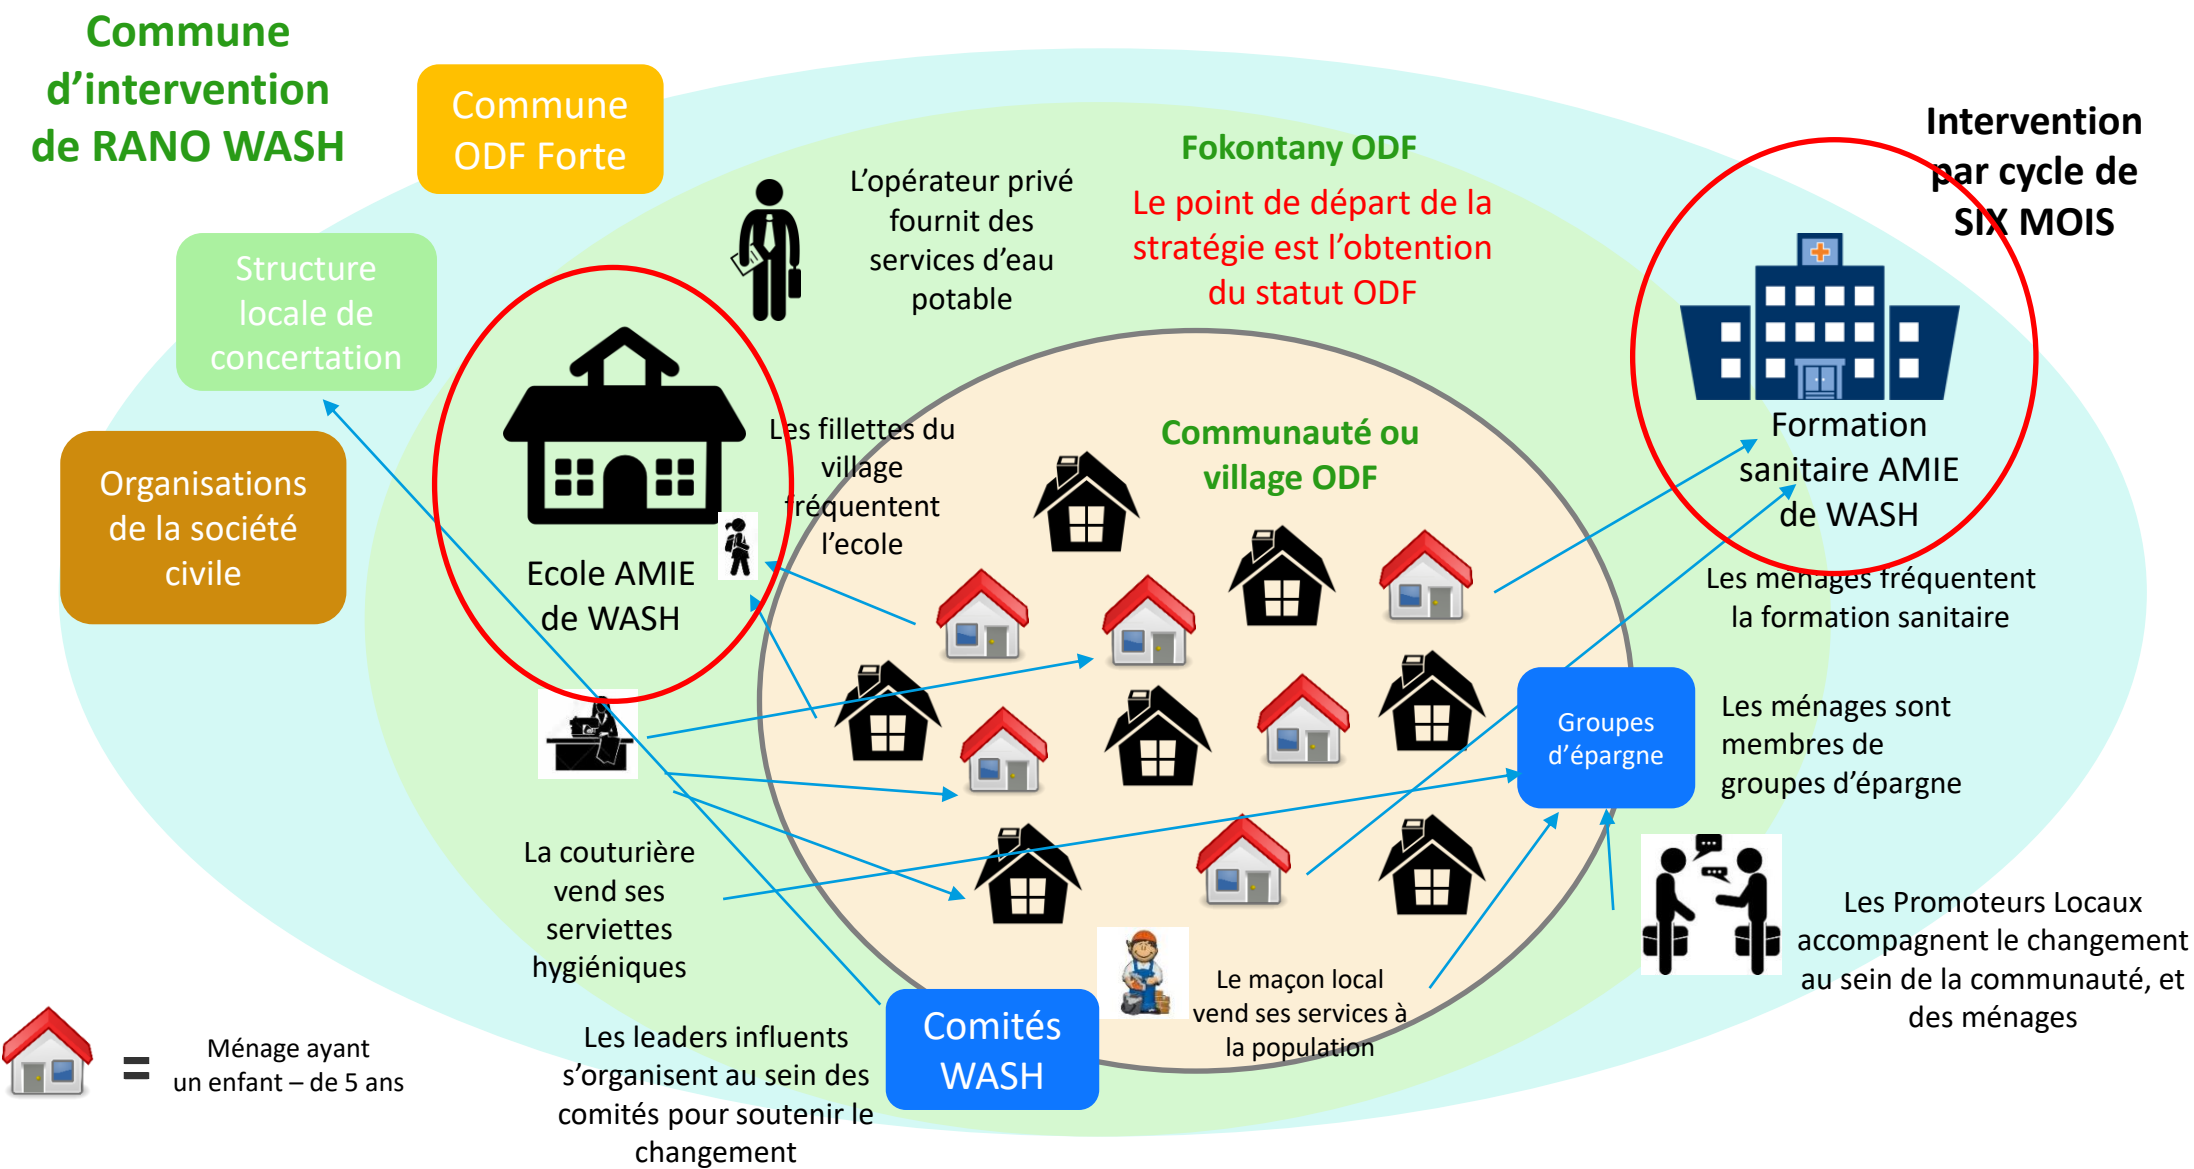 Commune
d’intervention
de RANO WASH
Commune
ODF Forte
Structure
locale de
concertation
Organisations
de la société
civile
L’opérateur privé
fournit des
services d’eau
potable
Fokontany ODF
Le point de départ de la
stratégie est l’obtention
du statut ODF
Intervention
par cycle de
SIX MOIS
Les fillettes du
village
fréquentent
l’ecole
Ecole AMIE
de WASH
Communauté ou
village ODF
Formation
sanitaire AMIE
de WASH
Les ménages fréquentent
la formation sanitaire
Groupes
d’épargne
Les ménages sont
membres de
groupes d’épargne
La couturière
vend ses
serviettes
hygiéniques
Les Promoteurs Locaux
accompagnent le changement
au sein de la communauté, et
des ménages
Le maçon local
vend ses services à
la population
Comités
WASH
Les leaders influents
s’organisent au sein des
comités pour soutenir le
changement
=
Ménage ayant
un enfant – de 5 ans